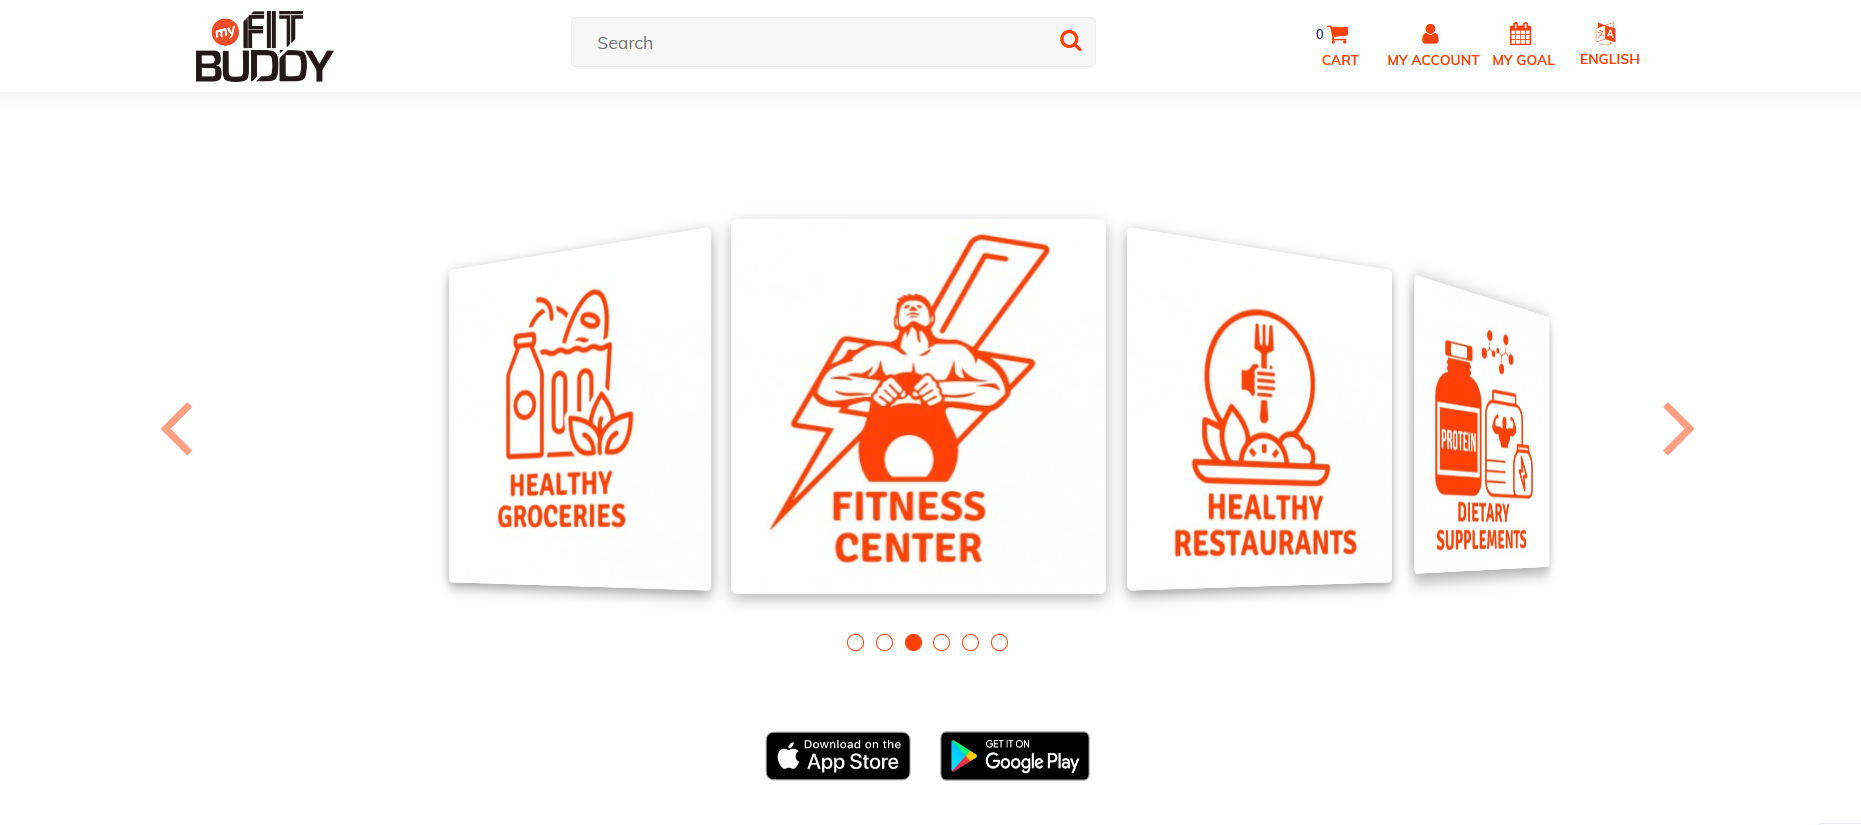 my FIT
BUDDY
Search
0
CART
MY ACCOUNT
MY GOAL
A
ENGLISH
HEALTHY
GROCERIES
FITNESS
CENTER
HEALTHY
RESTAURANTS
PROTEIN
DIETARY
SUPPLEMENTS
Download on the
App Store
GET IT ON
Google Play